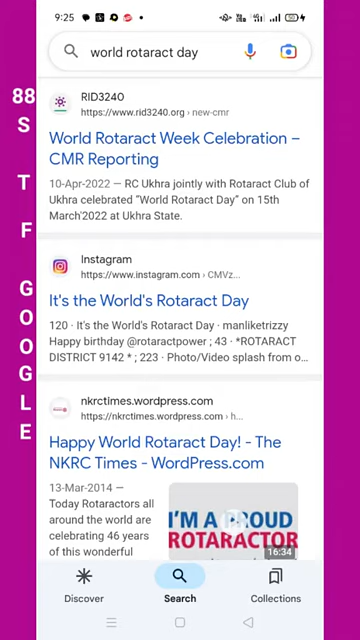 9:25
world rotaract day
88
S
T
F
G
O
O
G
L
E
RID3240
https://www.rid3240.org › new-cmr
World Rotaract Week Celebration –
CMR Reporting
10-Apr-2022 — RC Ukhra jointly with Rotaract Club of
Ukhra celebrated “World Rotaract Day” on 15th
March'2022 at Ukhra State.
Instagram
https://www.instagram.com › CMVz...
It's the World's Rotaract Day
120 · It's the World's Rotaract Day · manliketrizzy
Happy birthday @rotaractpower ; 43 · *ROTARACT
DISTRICT 9142 * ; 223 · Photo/Video splash from o...
nkrctimes.wordpress.com
https://nkrctimes.wordpress.com › h...
Happy World Rotaract Day! - The
NKRC Times - WordPress.com
13-Mar-2014 —
Today Rotaractors all
around the world are
celebrating 46 years
of this wonderful
I'M A PROUD
ROTARACTOR
16:34
Discover
Search
Collections